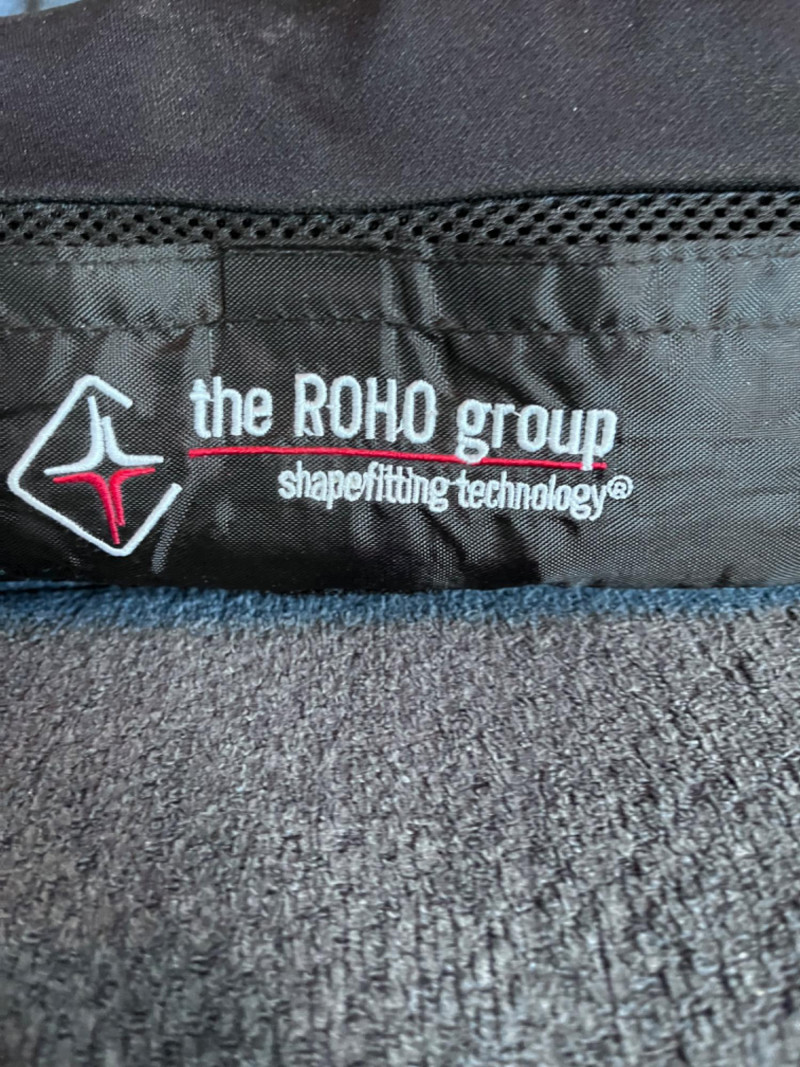 the ROHO group
shape fitting technology®